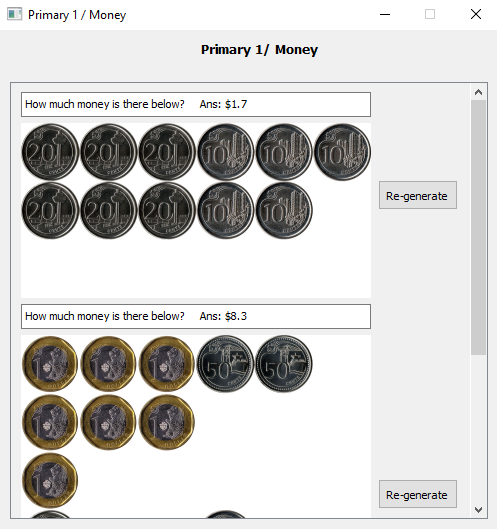 Primary 1 / Money
Primary 1/ Money
How much money is there below? Ans: $1.7
20 20 20 10 10 10
Re-generate
20 20 20 10 10
How much money is there below? Ans: $8.3
1 1 1 50 50
1 1 1
1
Re-generate